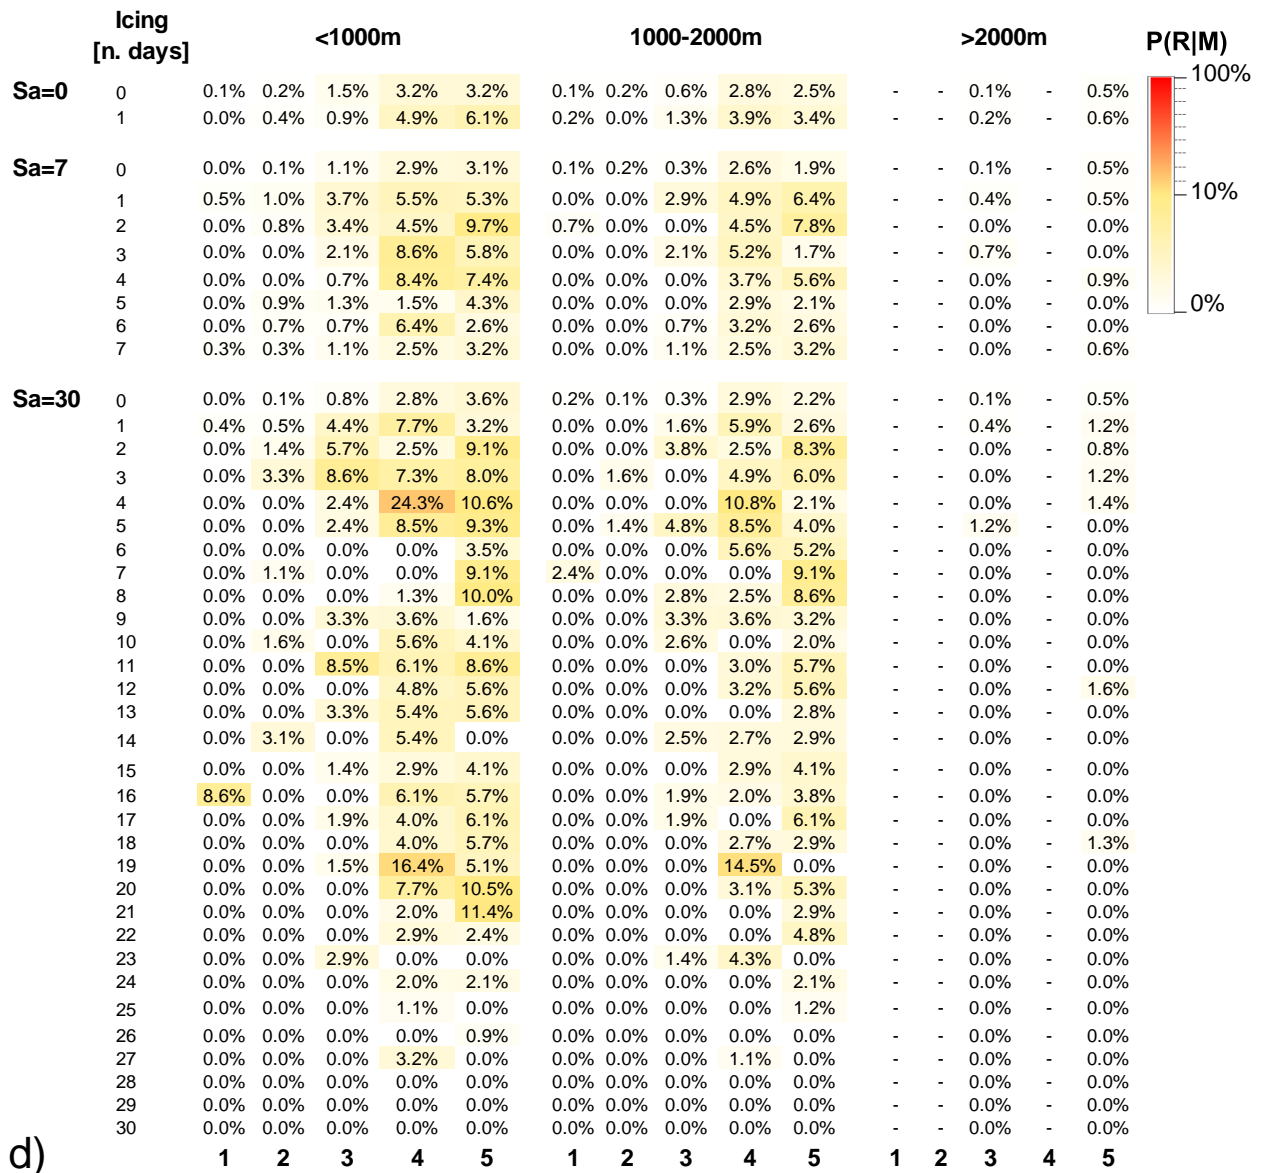 Icing
[n. days] <1000m 1000-2000m >2000m P(R|M)
100%
10%
0%
Sa=0 0 0.1% 0.2% 1.5% 3.2% 3.2% 0.1% 0.2% 0.6% 2.8% 2.5% - - 0.1% - 0.5%
1 0.0% 0.4% 0.9% 4.9% 6.1% 0.2% 0.0% 1.3% 3.9% 3.4% - - 0.2% - 0.6%
Sa=7 0 0.0% 0.1% 1.1% 2.9% 3.1% 0.1% 0.2% 0.3% 2.6% 1.9% - - 0.1% - 0.5%
1 0.5% 1.0% 3.7% 5.5% 5.3% 0.0% 0.0% 2.9% 4.9% 6.4% - - 0.4% - 0.5%
2 0.0% 0.8% 3.4% 4.5% 9.7% 0.7% 0.0% 0.0% 4.5% 7.8% - - 0.0% - 0.0%
3 0.0% 0.0% 2.1% 8.6% 5.8% 0.0% 0.0% 2.1% 5.2% 1.7% - - 0.7% - 0.0%
4 0.0% 0.0% 0.7% 8.4% 7.4% 0.0% 0.0% 0.0% 3.7% 5.6% - - 0.0% - 0.9%
5 0.0% 0.9% 1.3% 1.5% 4.3% 0.0% 0.0% 0.0% 2.9% 2.1% - - 0.0% - 0.0%
6 0.0% 0.7% 0.7% 6.4% 2.6% 0.0% 0.0% 0.7% 3.2% 2.6% - - 0.0% - 0.0%
7 0.3% 0.3% 1.1% 2.5% 3.2% 0.0% 0.0% 1.1% 2.5% 3.2% - - 0.0% - 0.6%
Sa=30 0 0.0% 0.1% 0.8% 2.8% 3.6% 0.2% 0.1% 0.3% 2.9% 2.2% - - 0.1% - 0.5%
1 0.4% 0.5% 4.4% 7.7% 3.2% 0.0% 0.0% 1.6% 5.9% 2.6% - - 0.4% - 1.2%
2 0.0% 1.4% 5.7% 2.5% 9.1% 0.0% 0.0% 3.8% 2.5% 8.3% - - 0.0% - 0.8%
3 0.0% 3.3% 8.6% 7.3% 8.0% 0.0% 1.6% 0.0% 4.9% 6.0% - - 0.0% - 1.2%
4 0.0% 0.0% 2.4% 24.3% 10.6% 0.0% 0.0% 0.0% 10.8% 2.1% - - 0.0% - 1.4%
5 0.0% 0.0% 2.4% 8.5% 9.3% 0.0% 1.4% 4.8% 8.5% 4.0% - - 1.2% - 0.0%
6 0.0% 0.0% 0.0% 0.0% 3.5% 0.0% 0.0% 0.0% 5.6% 5.2% - - 0.0% - 0.0%
7 0.0% 1.1% 0.0% 0.0% 9.1% 2.4% 0.0% 0.0% 0.0% 9.1% - - 0.0% - 0.0%
8 0.0% 0.0% 0.0% 1.3% 10.0% 0.0% 0.0% 2.8% 2.5% 8.6% - - 0.0% - 0.0%
9 0.0% 0.0% 3.3% 3.6% 1.6% 0.0% 0.0% 3.3% 3.6% 3.2% - - 0.0% - 0.0%
10 0.0% 1.6% 0.0% 5.6% 4.1% 0.0% 0.0% 2.6% 0.0% 2.0% - - 0.0% - 0.0%
11 0.0% 0.0% 8.5% 6.1% 8.6% 0.0% 0.0% 0.0% 3.0% 5.7% - - 0.0% - 0.0%
12 0.0% 0.0% 0.0% 4.8% 5.6% 0.0% 0.0% 0.0% 3.2% 5.6% - - 0.0% - 1.6%
13 0.0% 0.0% 3.3% 5.4% 5.6% 0.0% 0.0% 0.0% 0.0% 2.8% - - 0.0% - 0.0%
14 0.0% 3.1% 0.0% 5.4% 0.0% 0.0% 0.0% 2.5% 2.7% 2.9% - - 0.0% - 0.0%
15 0.0% 0.0% 1.4% 2.9% 4.1% 0.0% 0.0% 0.0% 2.9% 4.1% - - 0.0% - 0.0%
16 8.6% 0.0% 0.0% 6.1% 5.7% 0.0% 0.0% 1.9% 2.0% 3.8% - - 0.0% - 0.0%
17 0.0% 0.0% 1.9% 4.0% 6.1% 0.0% 0.0% 1.9% 0.0% 6.1% - - 0.0% - 0.0%
18 0.0% 0.0% 0.0% 4.0% 5.7% 0.0% 0.0% 0.0% 2.7% 2.9% - - 0.0% - 1.3%
19 0.0% 0.0% 1.5% 16.4% 5.1% 0.0% 0.0% 0.0% 14.5% 0.0% - - 0.0% - 0.0%
20 0.0% 0.0% 0.0% 7.7% 10.5% 0.0% 0.0% 0.0% 3.1% 5.3% - - 0.0% - 0.0%
21 0.0% 0.0% 0.0% 2.0% 11.4% 0.0% 0.0% 0.0% 0.0% 2.9% - - 0.0% - 0.0%
22 0.0% 0.0% 0.0% 2.9% 2.4% 0.0% 0.0% 0.0% 0.0% 4.8% - - 0.0% - 0.0%
23 0.0% 0.0% 2.9% 0.0% 0.0% 0.0% 0.0% 1.4% 4.3% 0.0% - - 0.0% - 0.0%
24 0.0% 0.0% 0.0% 2.0% 2.1% 0.0% 0.0% 0.0% 0.0% 2.1% - - 0.0% - 0.0%
25 0.0% 0.0% 0.0% 1.1% 0.0% 0.0% 0.0% 0.0% 0.0% 1.2% - - 0.0% - 0.0%
26 0.0% 0.0% 0.0% 0.0% 0.9% 0.0% 0.0% 0.0% 0.0% 0.0% - - 0.0% - 0.0%
27 0.0% 0.0% 0.0% 3.2% 0.0% 0.0% 0.0% 0.0% 1.1% 0.0% - - 0.0% - 0.0%
28 0.0% 0.0% 0.0% 0.0% 0.0% 0.0% 0.0% 0.0% 0.0% 0.0% - - 0.0% - 0.0%
29 0.0% 0.0% 0.0% 0.0% 0.0% 0.0% 0.0% 0.0% 0.0% 0.0% - - 0.0% - 0.0%
30 0.0% 0.0% 0.0% 0.0% 0.0% 0.0% 0.0% 0.0% 0.0% 0.0% - - 0.0% - 0.0%
d) 1 2 3 4 5 1 2 3 4 5 1 2 3 4 5